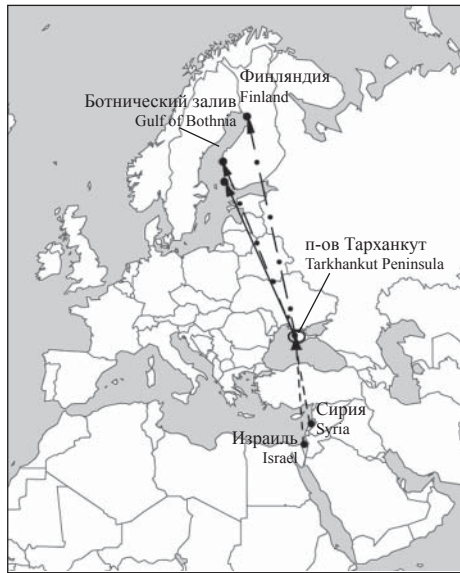 Финляндия
Finland
Ботнический залив
Gulf of Bothnia
п-ов Тарханкут
Tarkhankut Peninsula
Сирия
Syria
Израиль
Israel